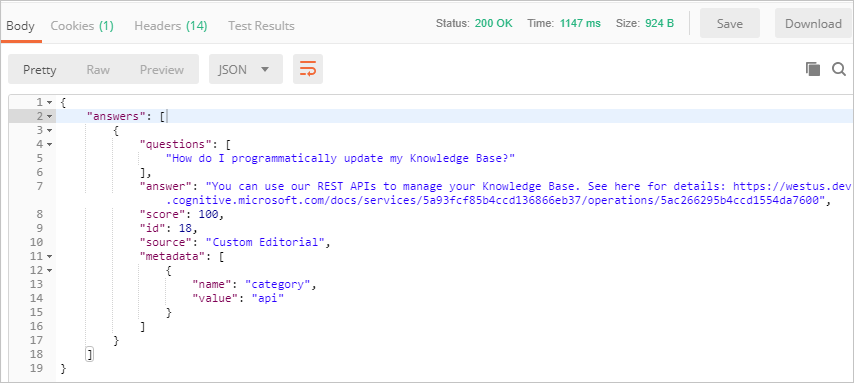 Body Cookies (1) Headers (14) Test Results Status: 200 OK Time: 1147 ms Size: 924 B Save Download
Pretty Raw Preview JSON
1 {
2 "answers": [
3 {
4 "questions": [
5 "How do I programmatically update my Knowledge Base?"
6 ],
7 "answer": "You can use our REST APIs to manage your Knowledge Base. See here for details: https://westus.dev
.cognitive.microsoft.com/docs/services/5a93fcf85b4ccd136866eb37/operations/5ac266295b4ccd1554da7600",
8 "score": 100,
9 "id": 18,
10 "source": "Custom Editorial",
11 "metadata": [
12 {
13 "name": "category",
14 "value": "api"
15 }
16 ]
17 }
18 ]
19 }